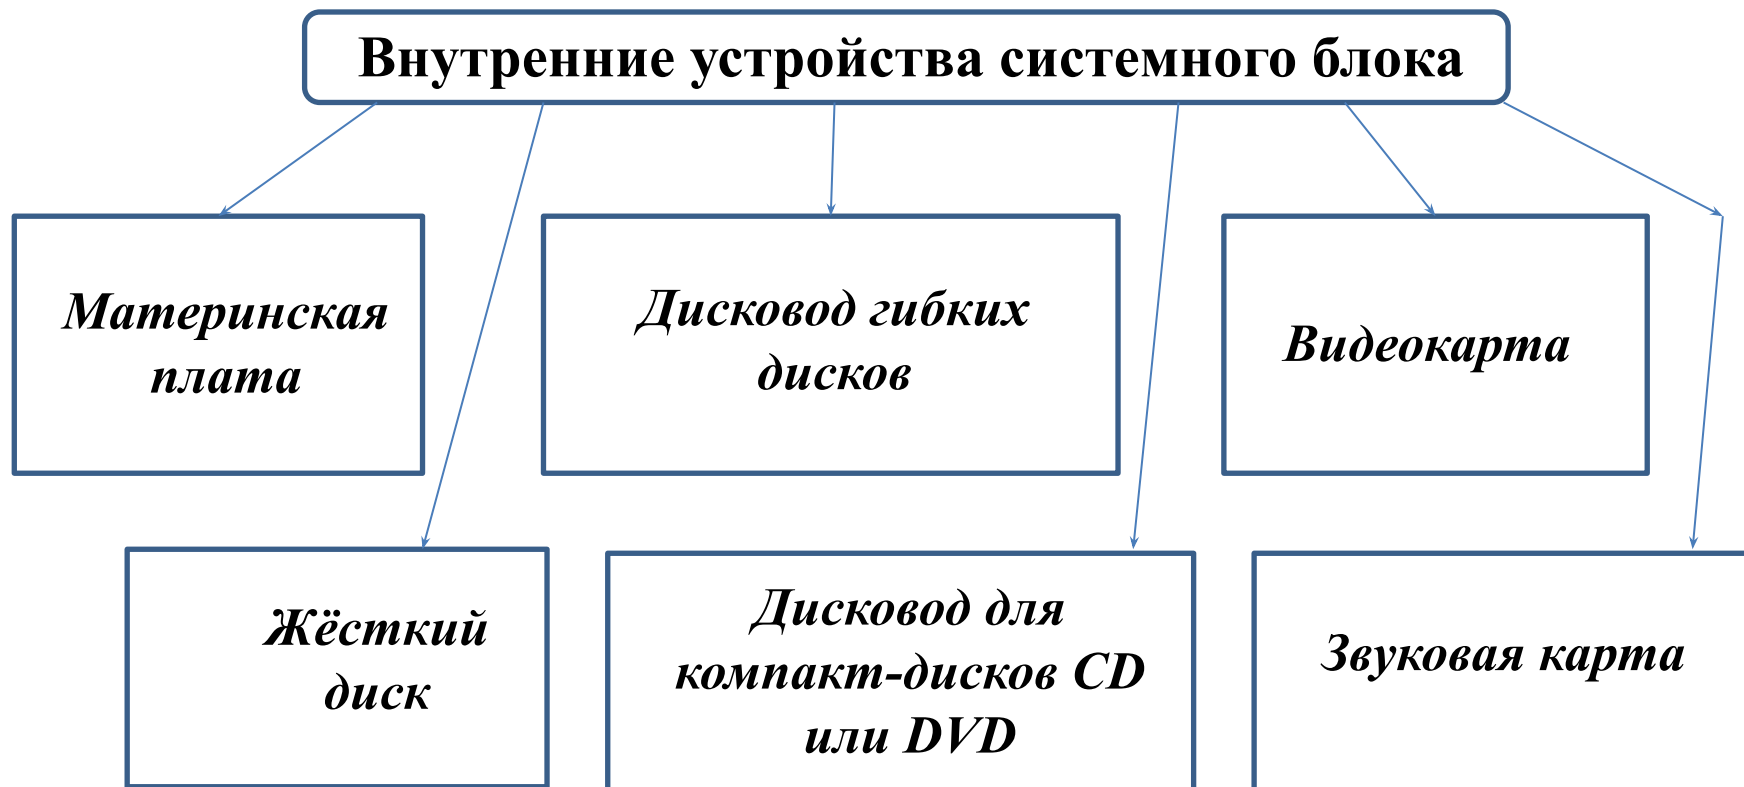 Внутренние устройства системного блока
Материнская
плата
Дисковод гибких
дисков
Видеокарта
Жёсткий
диск
Дисковод для
компакт-дисков CD
или DVD
Звуковая карта